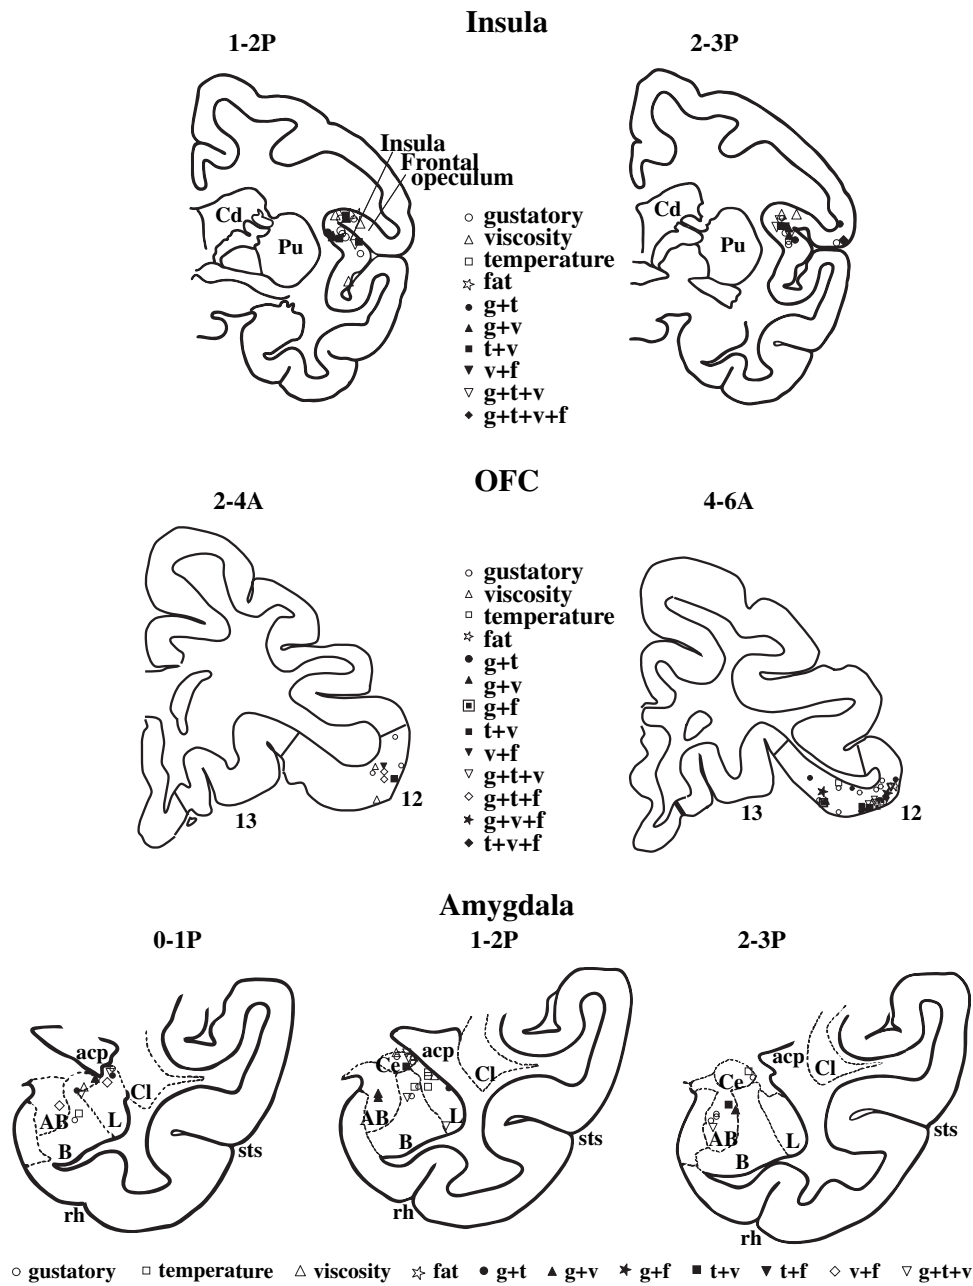 Insula
1-2P
2-3P
Insula
Frontal
opeculum
Cd
Pu
Cd
Pu
gustatory
viscosity
temperature
fat
g+t
g+v
t+v
v+f
g+t+v
g+t+v+f
OFC
2-4A
4-6A
gustatory
viscosity
temperature
fat
g+t
g+v
g+f
t+v
v+f
g+t+v
g+t+f
g+v+f
t+v+f
13
12
13
12
Amygdala
0-1P
1-2P
2-3P
acp
Cl
AB
L
B
sts
rh
acp
Ce
Cl
AB
L
B
sts
rh
acp
Cl
Ce
AB
L
B
sts
rh
gustatory temperature viscosity fat g+t g+v g+f t+v t+f v+f g+t+v